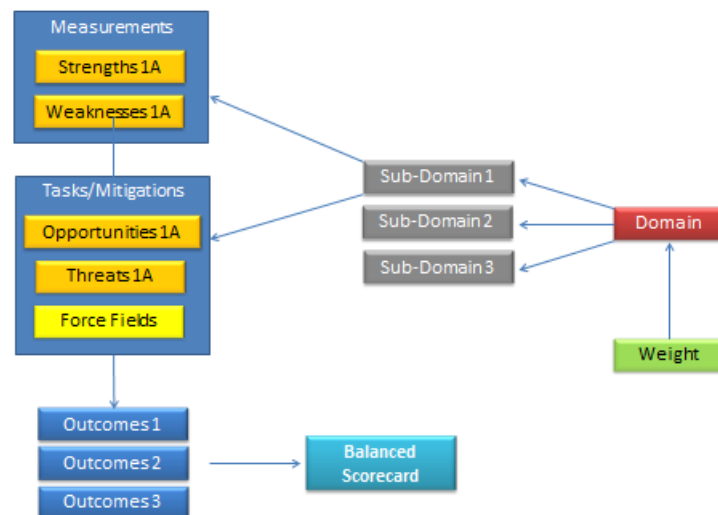 Measurements
Strengths 1A
Weaknesses 1A
Tasks/Mitigations
Opportunities 1A
Threats 1A
Force Fields
Outcomes 1
Outcomes 2
Outcomes 3
Balanced
Scorecard
Sub-Domain 1
Sub-Domain 2
Sub-Domain 3
Domain
Weight